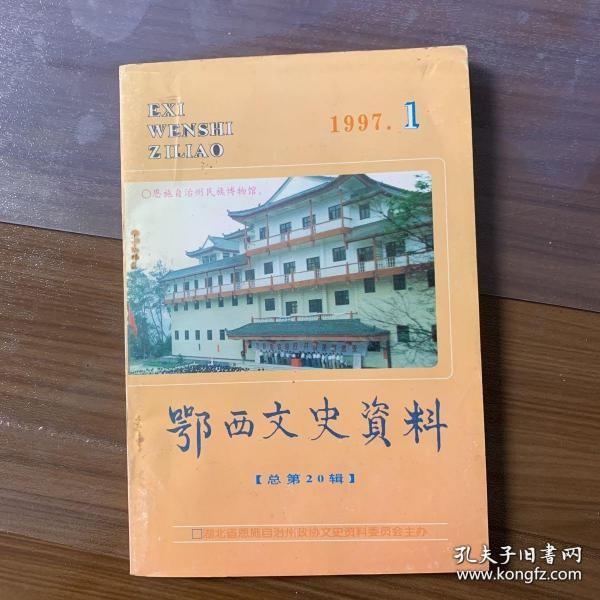 EXI
WENSHI
ZILIAO
1997.1
○恩施自治州民族博物馆。
鄂西文史資料
【总第20辑】
□湖北省恩施自治州政协文史资料委员会主办
孔夫子旧书网
www.kongfz.com